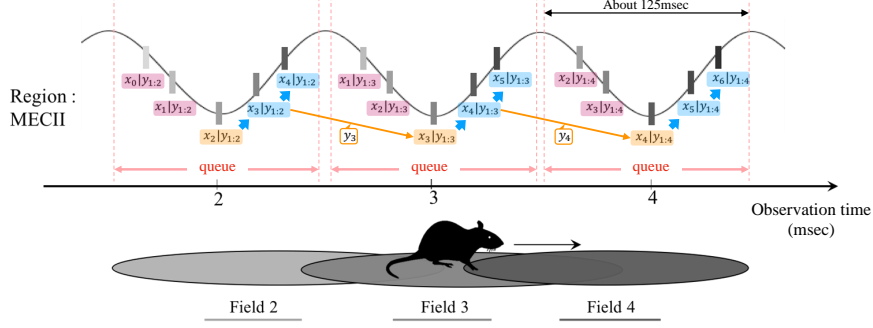 About 125msec
x₀|y₁:₂
x₁|y₁:₂
x₂|y₁:₂
x₃|y₁:₂
x₄|y₁:₂
x₁|y₁:₃
x₂|y₁:₃
x₃|y₁:₃
x₄|y₁:₃
x₅|y₁:₃
x₂|y₁:₄
x₃|y₁:₄
x₄|y₁:₄
x₅|y₁:₄
x₆|y₁:₄
Region :
MECII
y₃
y₄
queue
queue
queue
2
3
4
Observation time
(msec)
Field 2
Field 3
Field 4